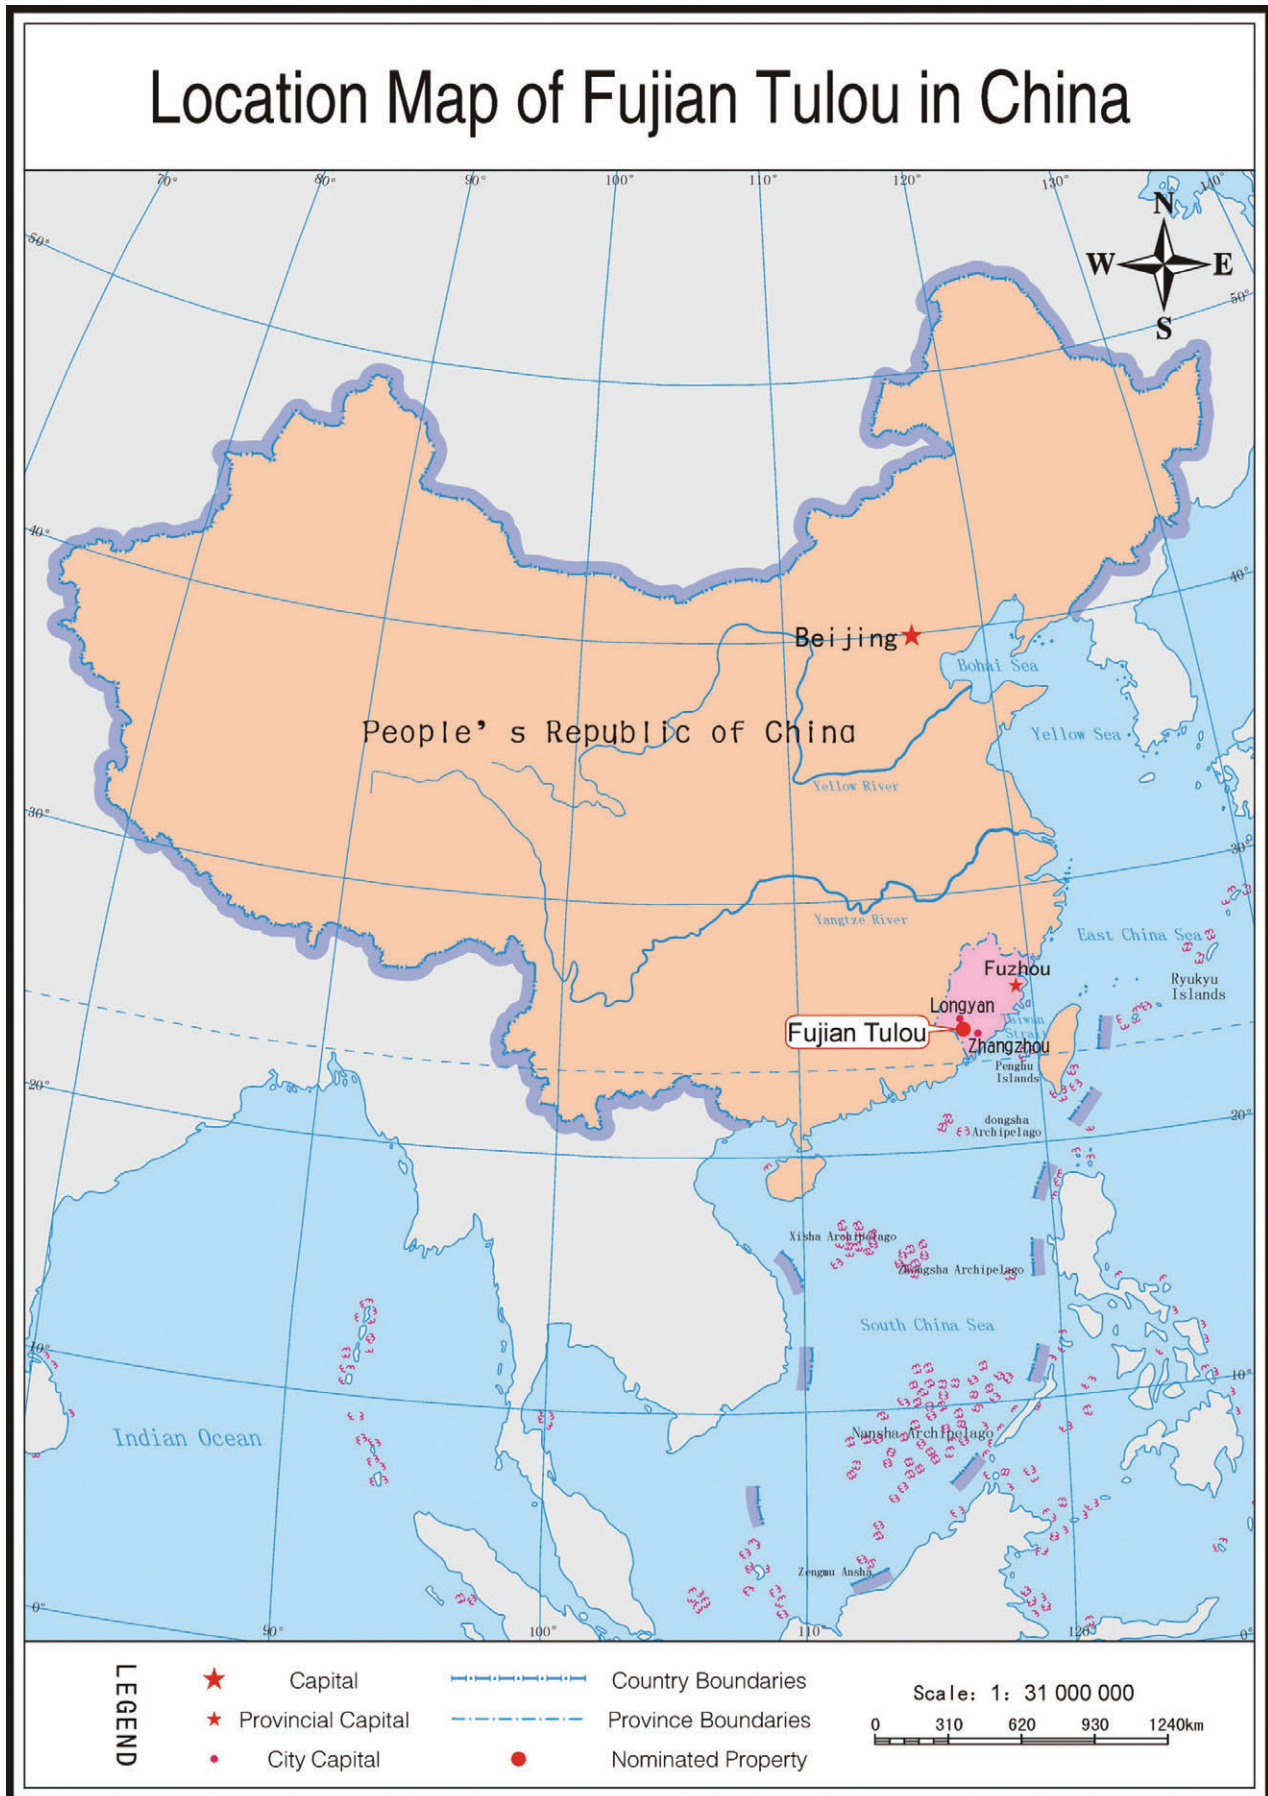 Location Map of Fujian Tulou in China
70°
80°
90°
100°
110°
120°
130°
140°
N
W
E
S
50°
50°
40°
40°
Beijing
Bohai Sea
People’s Republic of China
Yellow Sea
Yellow River
30°
30°
Yangtze River
East China Sea
Fuzhou
Ryukyu
Islands
Longyan
Taiwan
Strait
Fujian Tulou
Zhangzhou
Penghu
Islands
20°
20°
dongsha
Archipelago
Xisha Archipelago
Zhongsha Archipelago
South China Sea
10°
10°
Nansha Archipelago
Indian Ocean
Zengmu Ansha
0°
0°
90°
100°
110°
120°
LEGEND
Capital
Country Boundaries
Provincial Capital
Province Boundaries
City Capital
Nominated Property
Scale: 1: 31 000 000
0 310 620 930 1240km